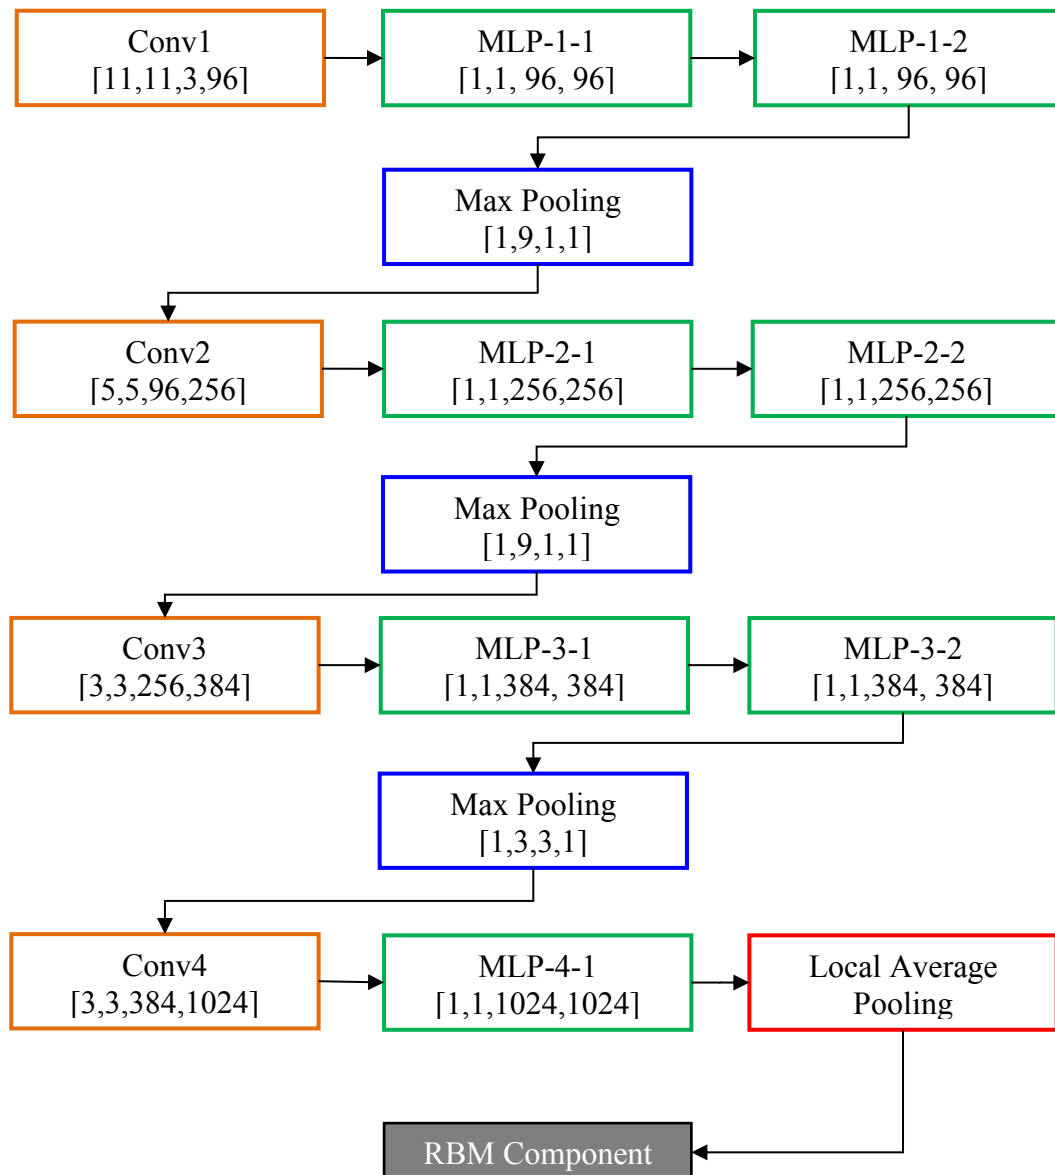 Conv1
[11,11,3,96]
MLP-1-1
[1,1, 96, 96]
MLP-1-2
[1,1, 96, 96]
Max Pooling
[1,9,1,1]
Conv2
[5,5,96,256]
MLP-2-1
[1,1,256,256]
MLP-2-2
[1,1,256,256]
Max Pooling
[1,9,1,1]
Conv3
[3,3,256,384]
MLP-3-1
[1,1,384, 384]
MLP-3-2
[1,1,384, 384]
Max Pooling
[1,3,3,1]
Conv4
[3,3,384,1024]
MLP-4-1
[1,1,1024,1024]
Local Average
Pooling
RBM Component